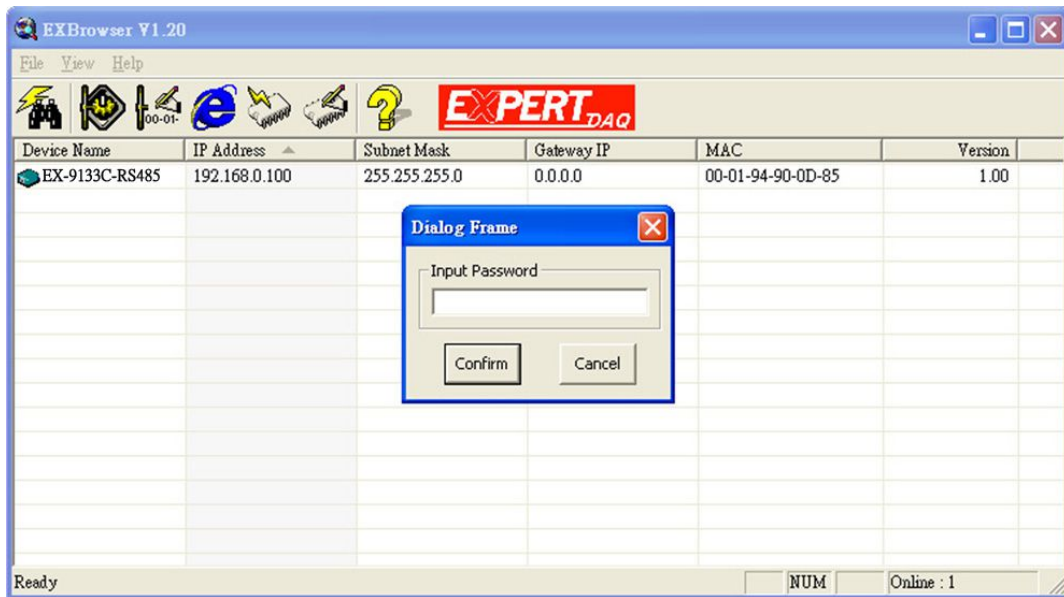 EXBrowser V1.20
File View Help
00-01-
EXPERT DAQ
Device Name IP Address Subnet Mask Gateway IP MAC Version
EX-9133C-RS485 192.168.0.100 255.255.255.0 0.0.0.0 00-01-94-90-0D-85 1.00
Dialog Frame
Input Password
Confirm Cancel
Ready NUM Online : 1